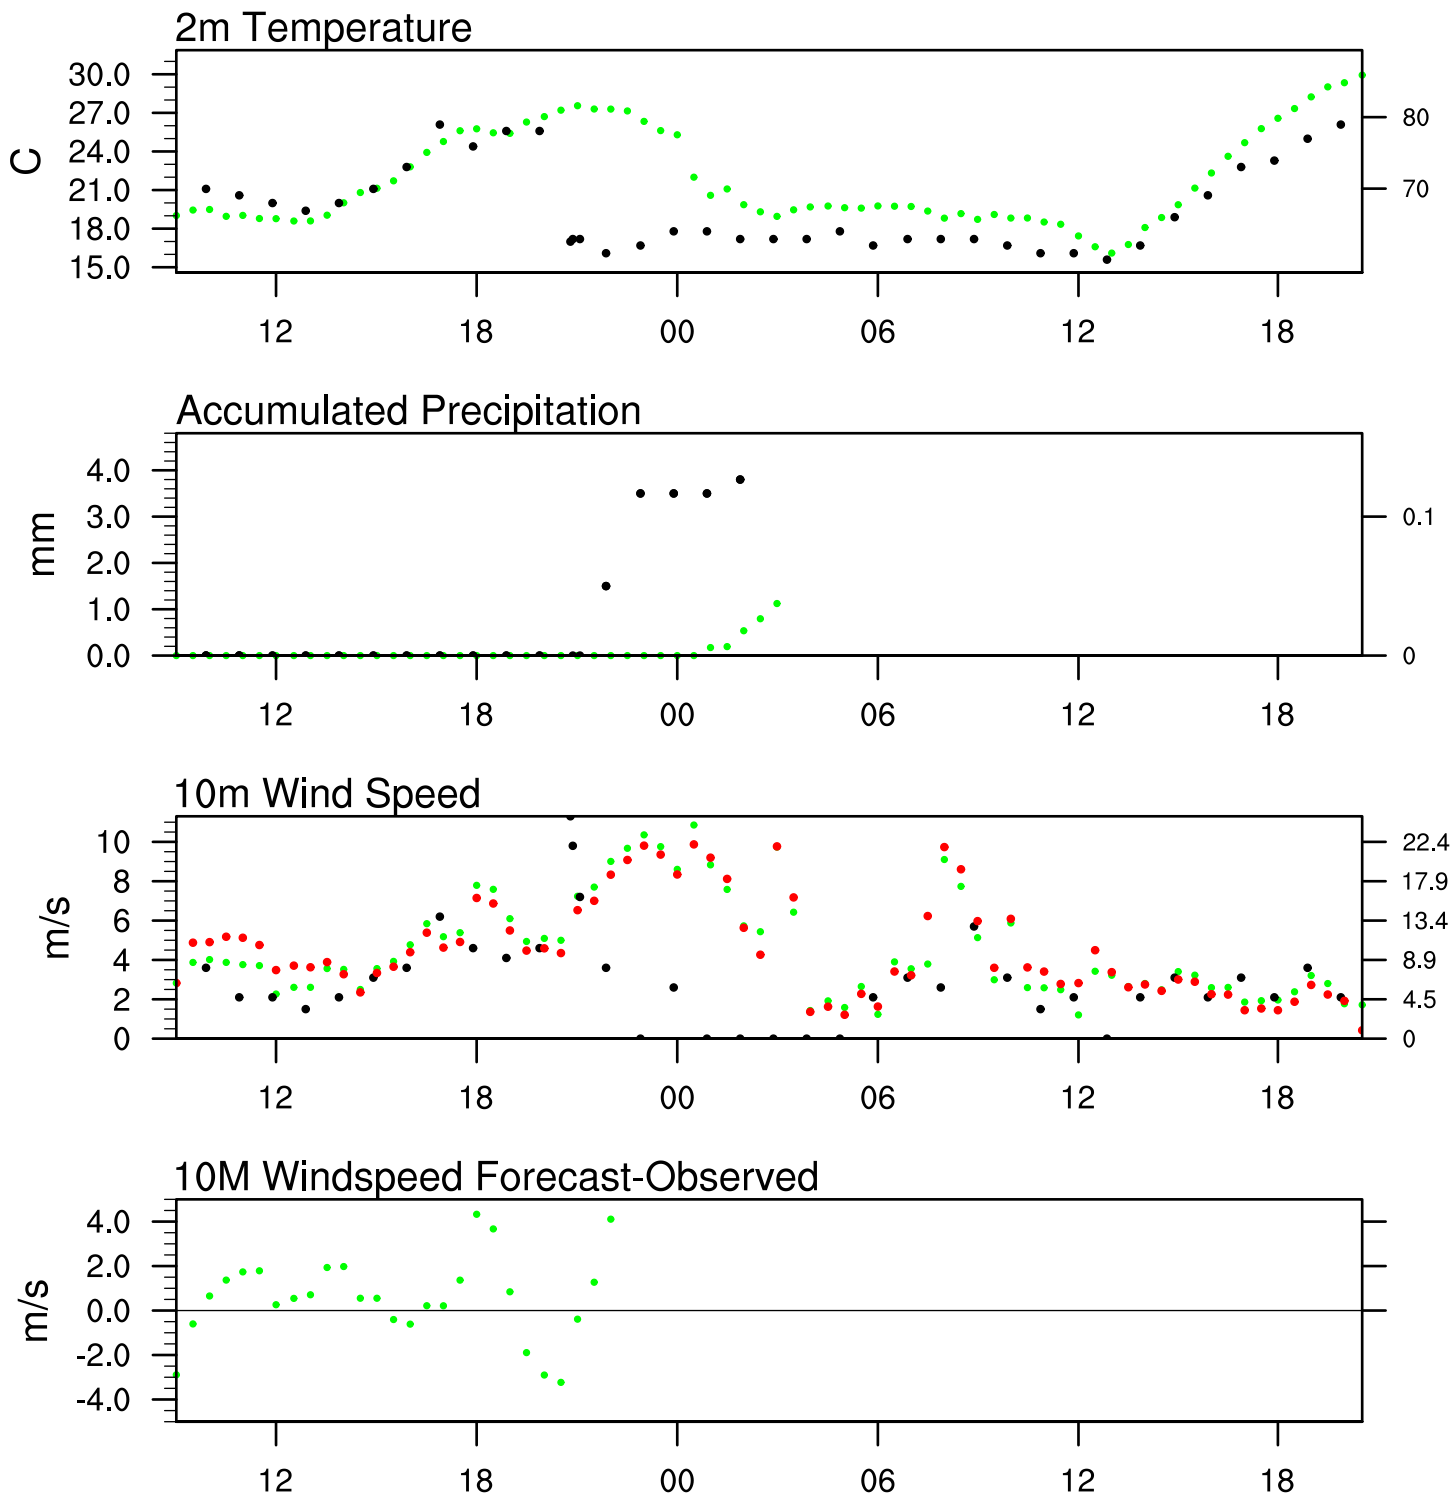 2m Temperature
30.0
27.0
24.0
21.0
18.0
15.0
C
80
70
12 18 00 06 12 18
Accumulated Precipitation
4.0
3.0
2.0
1.0
0.0
mm
0.1
0
12 18 00 06 12 18
10m Wind Speed
10
8
6
4
2
0
m/s
22.4
17.9
13.4
8.9
4.5
0
12 18 00 06 12 18
10M Windspeed Forecast-Observed
4.0
2.0
0.0
-2.0
-4.0
m/s
12 18 00 06 12 18